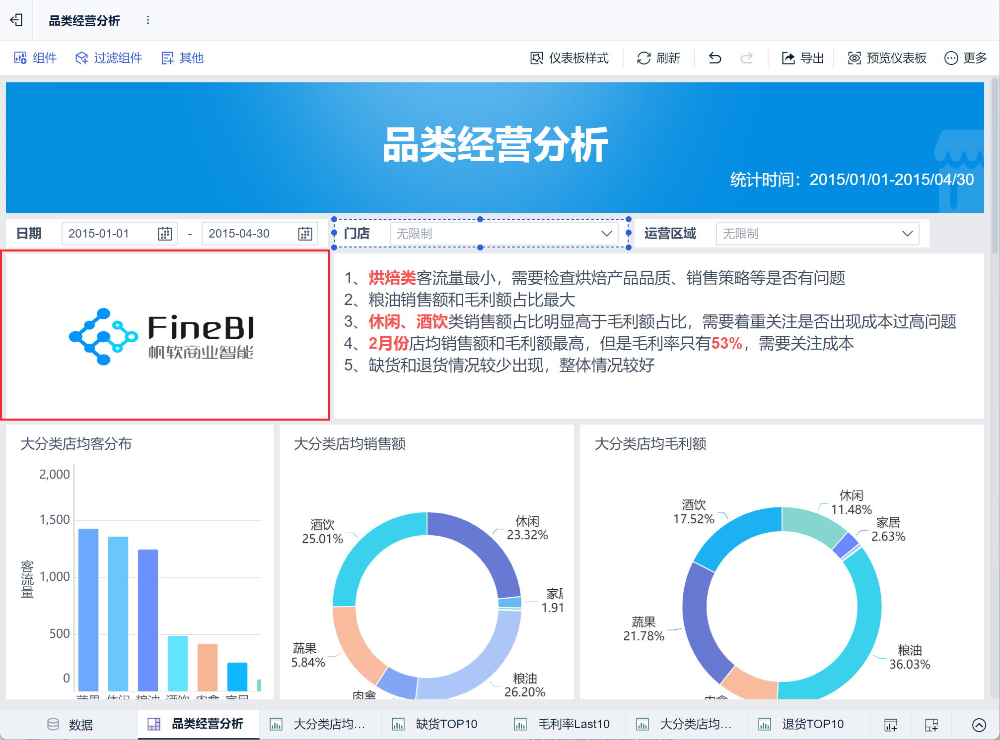 品类经营分析
组件 过滤组件 其他 仪表板样式 刷新 导出 预览仪表板 更多
品类经营分析
统计时间：2015/01/01-2015/04/30
日期 2015-01-01 - 2015-04-30 门店 无限制 运营区域 无限制
FineBI
帆软商业智能
1、烘焙类客流量最小，需要检查烘焙产品品质、销售策略等是否有问题
2、粮油销售额和毛利额占比最大
3、休闲、酒饮类销售额占比明显高于毛利额占比，需要着重关注是否出现成本过高问题
4、2月份店均销售额和毛利额最高，但是毛利率只有53%，需要关注成本
5、缺货和退货情况较少出现，整体情况较好
大分类店均客分布
2,000
1,500
1,000
500
0
客流量
蔬果 休闲 粮油 酒饮 肉禽 家居
大分类店均销售额
酒饮
25.01%
休闲
23.32%
家居
1.91
蔬果
5.84%
粮油
26.20%
肉禽
大分类店均毛利额
休闲
11.48%
酒饮
17.52%
家居
2.63%
蔬果
21.78%
粮油
36.03%
肉禽
数据 品类经营分析 大分类店均... 缺货TOP10 毛利率Last10 大分类店均... 退货TOP10